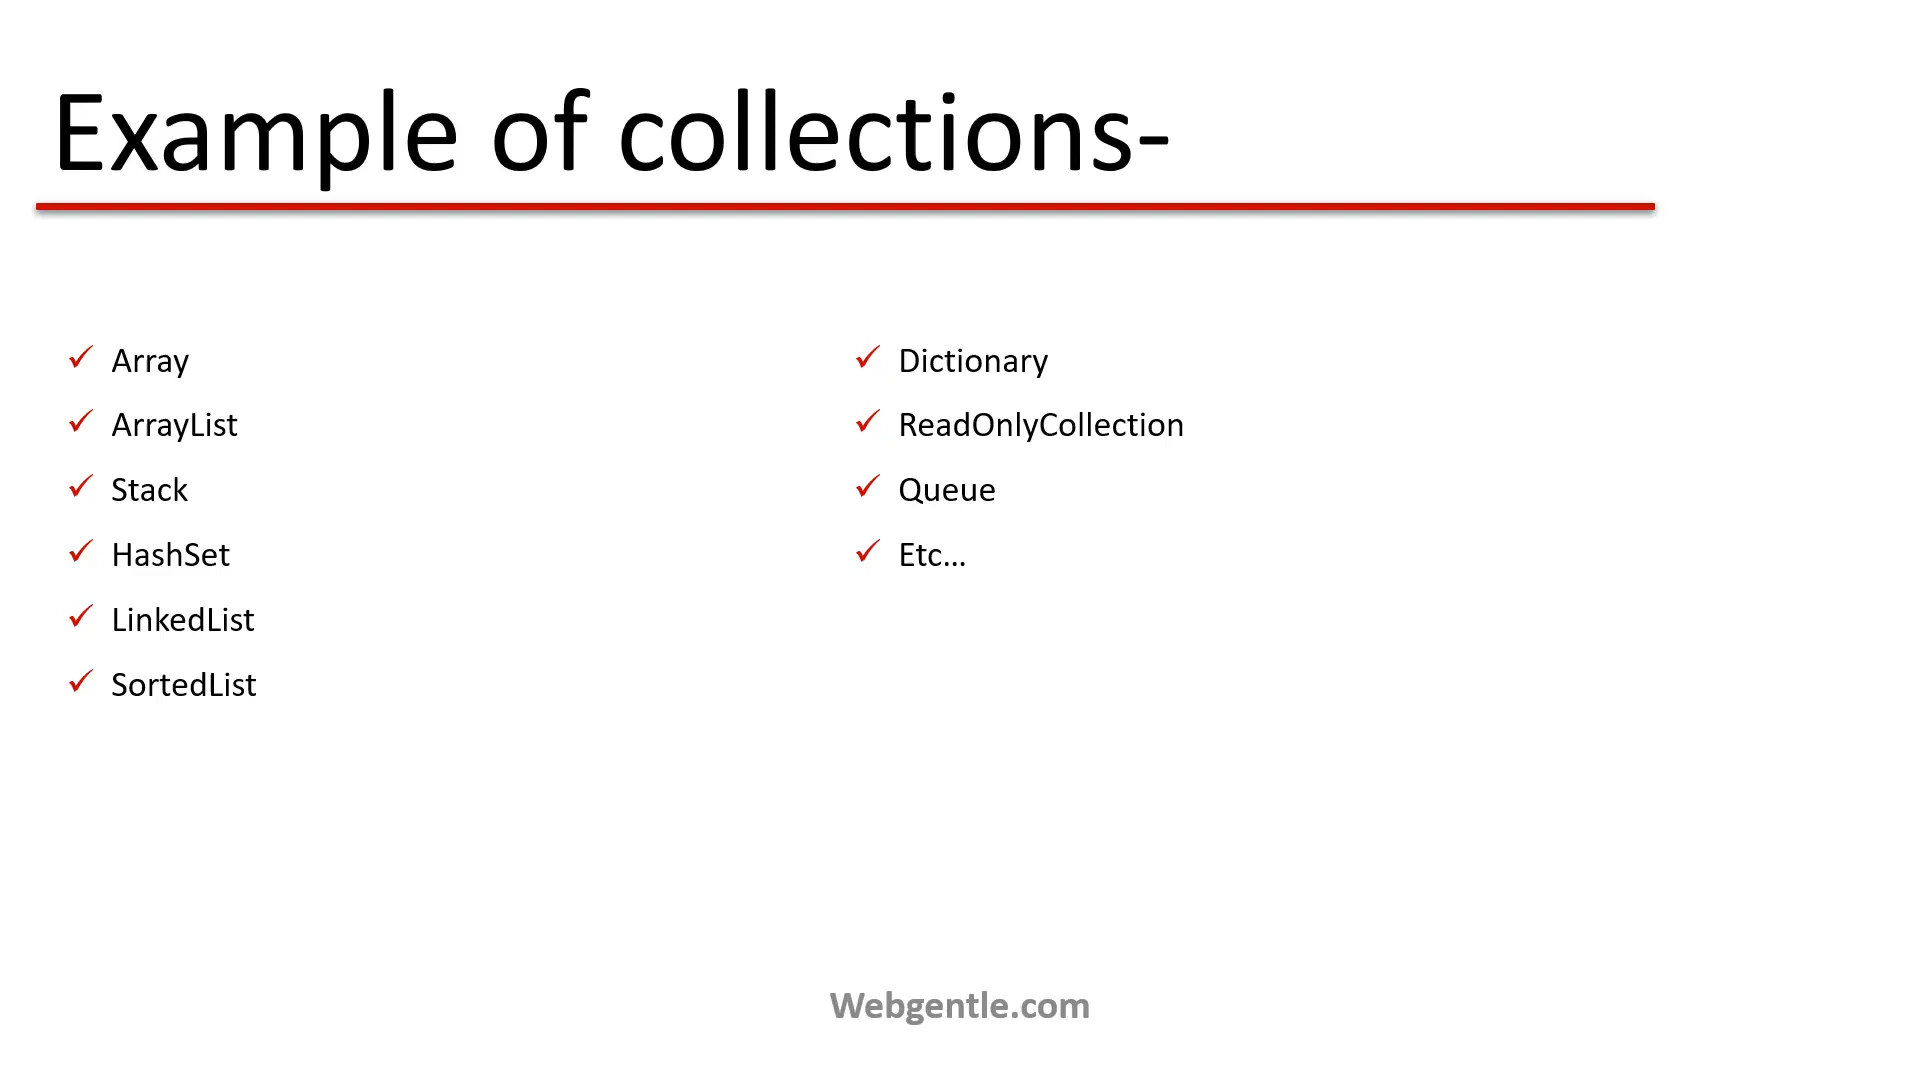 Example of collections-
Array
ArrayList
Stack
HashSet
LinkedList
SortedList
Dictionary
ReadOnlyCollection
Queue
Etc...
Webgentle.com